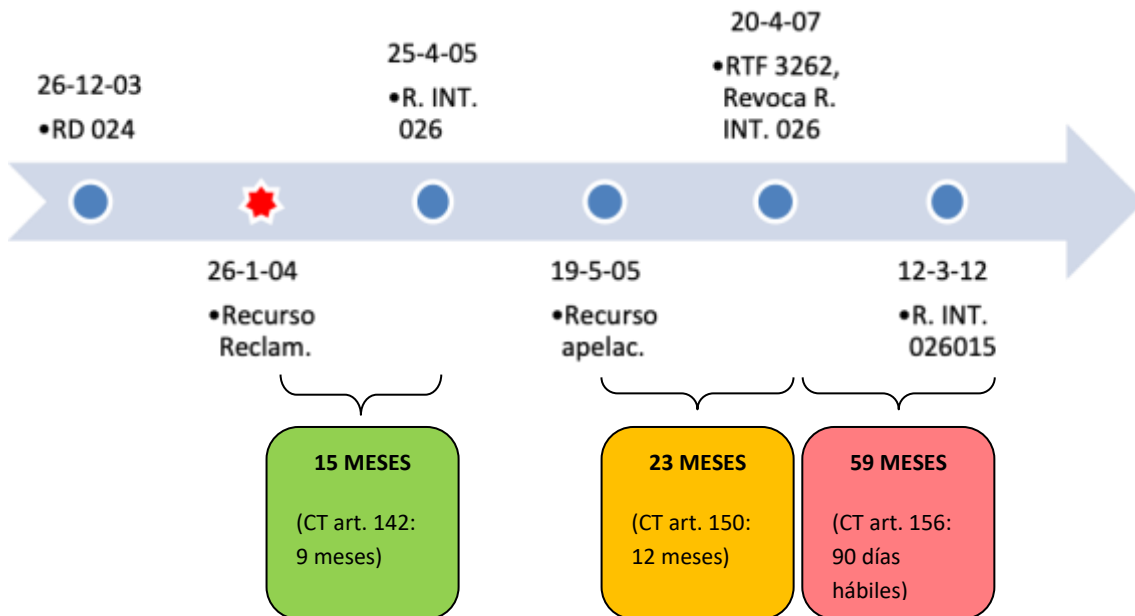 26-12-03
•RD 024
26-1-04
•Recurso
Reclam.
25-4-05
•R. INT.
026
19-5-05
•Recurso
apelac.
20-4-07
•RTF 3262,
Revoca R.
INT. 026
12-3-12
•R. INT.
026015
15 MESES
(CT art. 142:
9 meses)
23 MESES
(CT art. 150:
12 meses)
59 MESES
(CT art. 156:
90 días
hábiles)